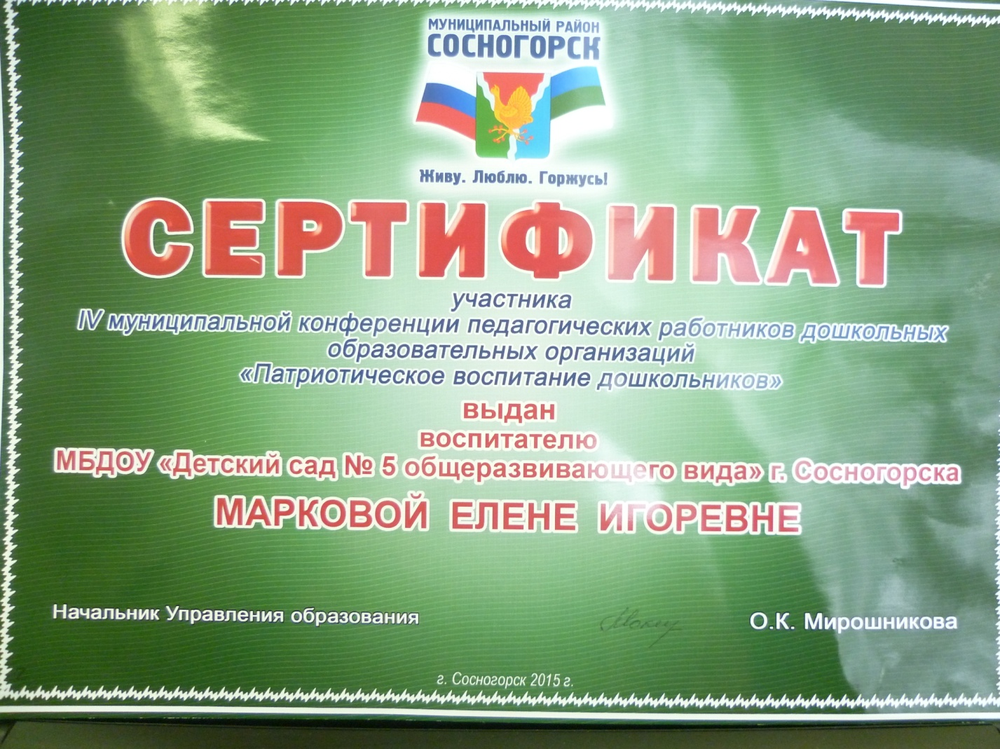 МУНИЦИПАЛЬНЫЙ РАЙОН
СОСНОГОРСК
Живу. Люблю. Горжусь!
СЕРТИФИКАТ
участника
IV муниципальной конференции педагогических работников дошкольных
образовательных организаций
«Патриотическое воспитание дошкольников»
выдан
воспитателю
МБДОУ «Детский сад № 5 общеразвивающего вида» г. Сосногорска
МАРКОВОЙ ЕЛЕНЕ ИГОРЕВНЕ
Начальник Управления образования
О.К. Мирошникова
г. Сосногорск 2015 г.